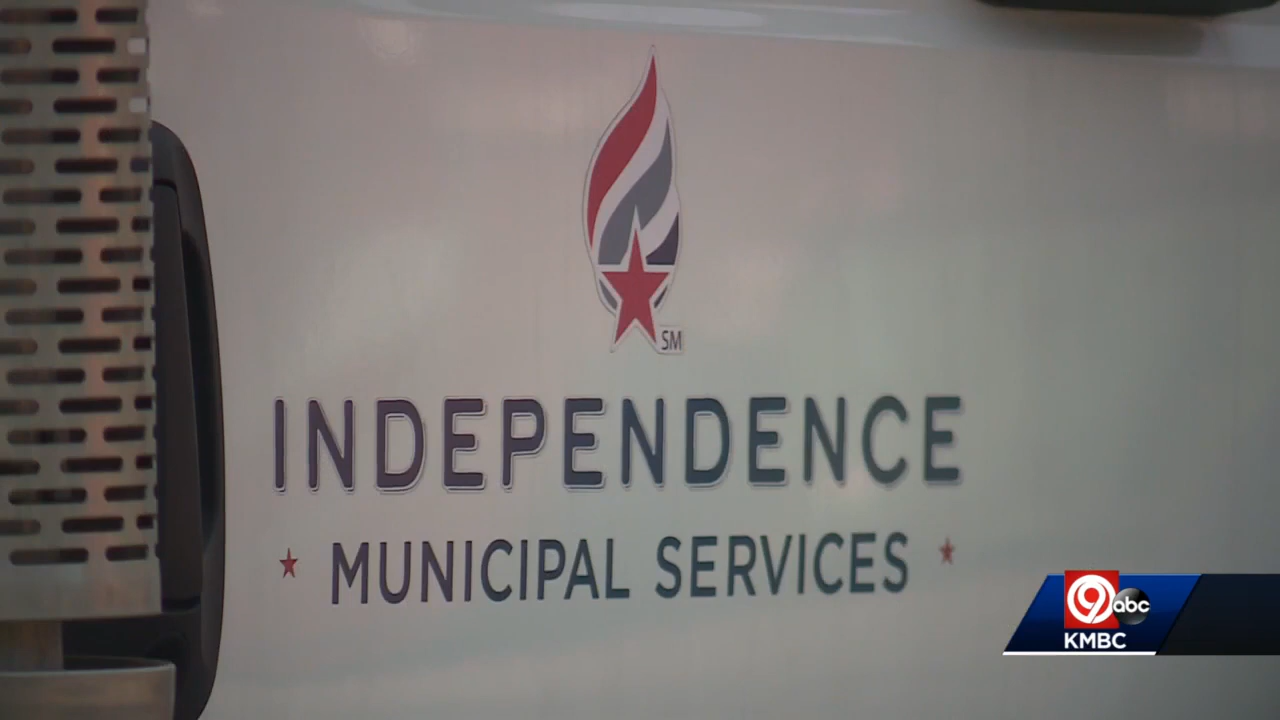 SM
INDEPENDENCE
MUNICIPAL SERVICES
9 abc
KMBC